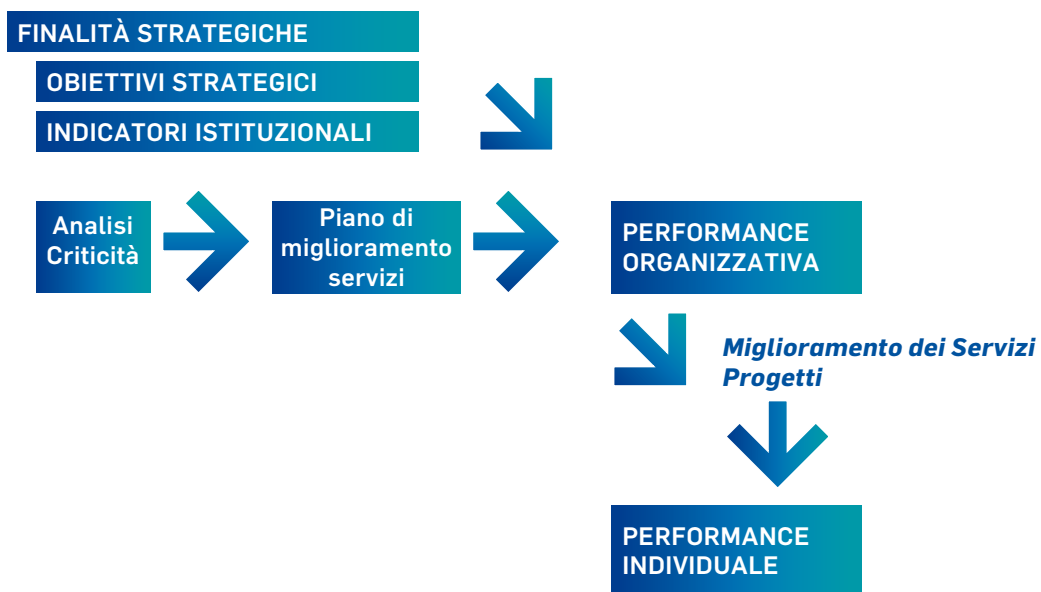 FINALITÀ STRATEGICHE
OBIETTIVI STRATEGICI
INDICATORI ISTITUZIONALI
Analisi
Criticità
Piano di
miglioramento
servizi
PERFORMANCE
ORGANIZZATIVA
Miglioramento dei Servizi
Progetti
PERFORMANCE
INDIVIDUALE